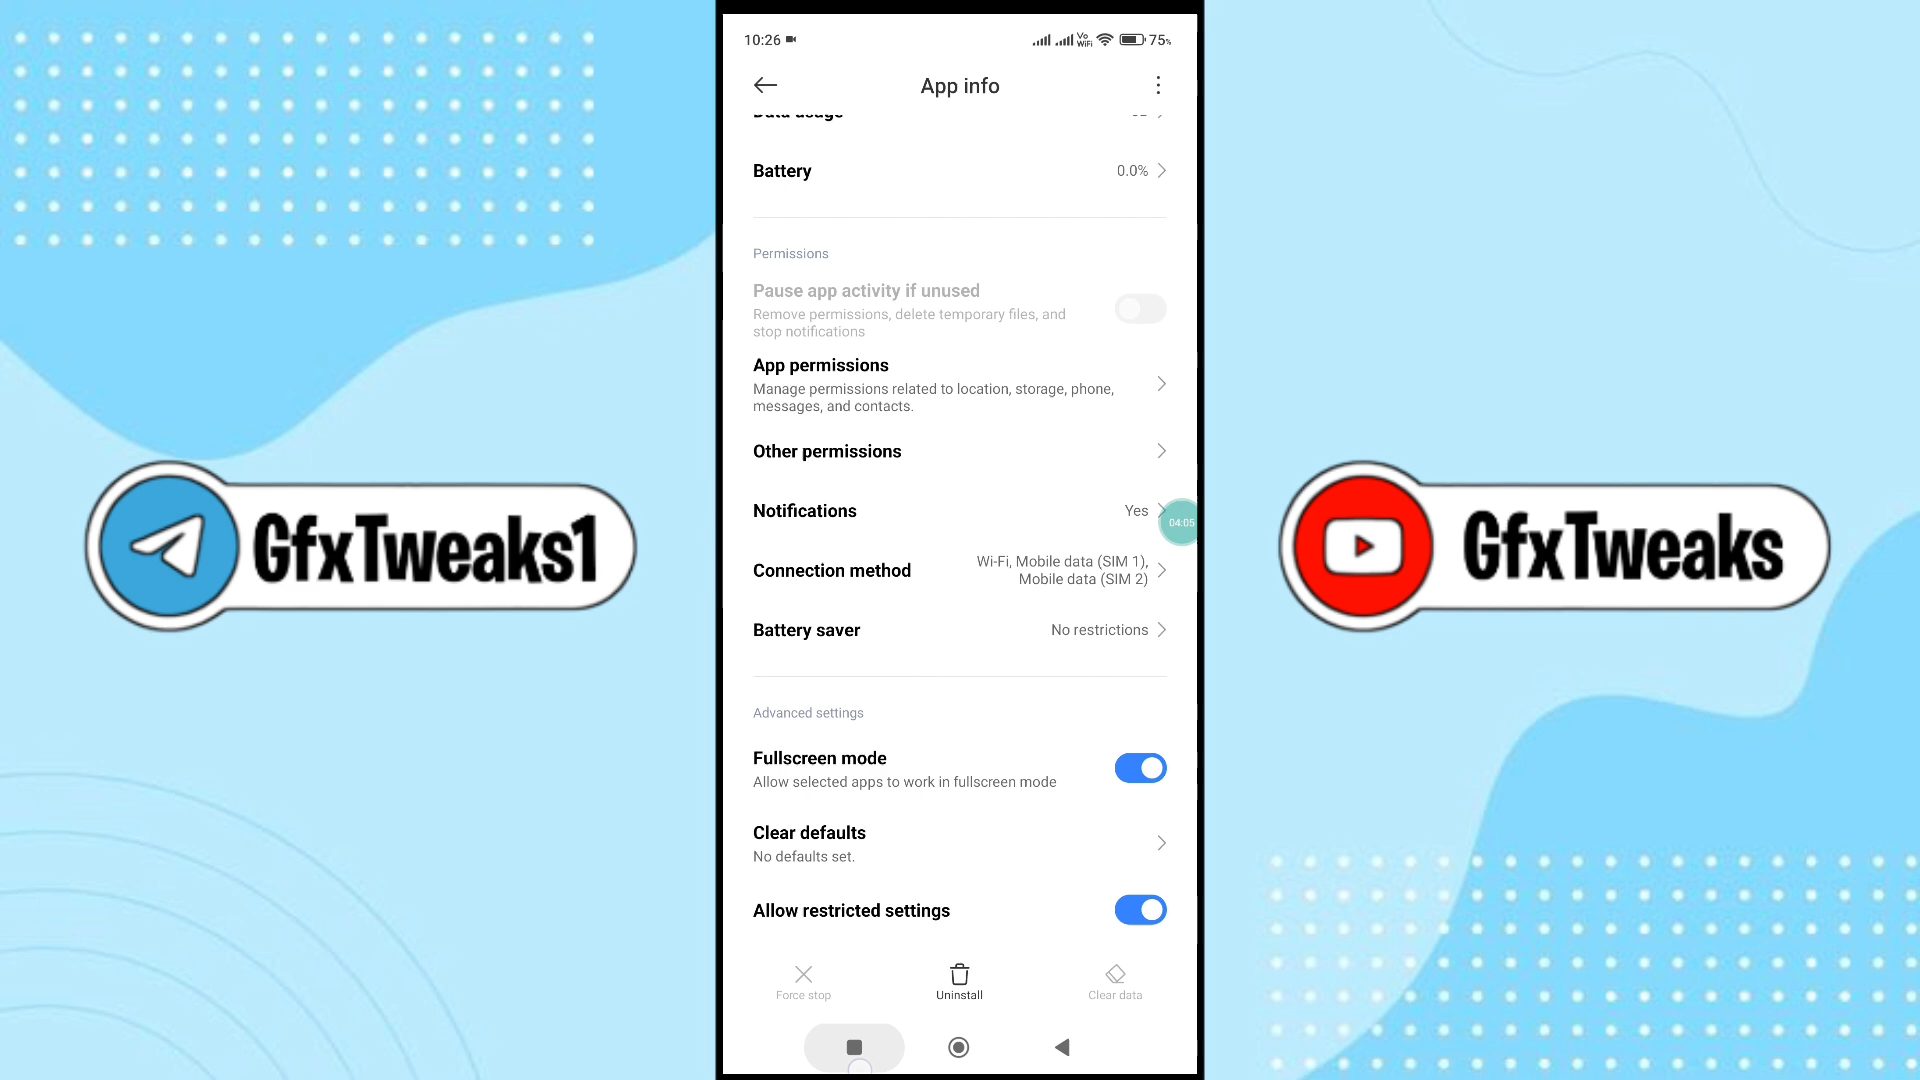 10:26
Vo
WiFi
75%
App info
Data usage
Battery
0.0%
Permissions
Pause app activity if unused
Remove permissions, delete temporary files, and
stop notifications
App permissions
Manage permissions related to location, storage, phone,
messages, and contacts.
Other permissions
Notifications
Yes
04:05
Connection method
Wi-Fi, Mobile data (SIM 1),
Mobile data (SIM 2)
Battery saver
No restrictions
Advanced settings
Fullscreen mode
Allow selected apps to work in fullscreen mode
Clear defaults
No defaults set.
Allow restricted settings
Force stop
Uninstall
Clear data
GfxTweaks1
GfxTweaks